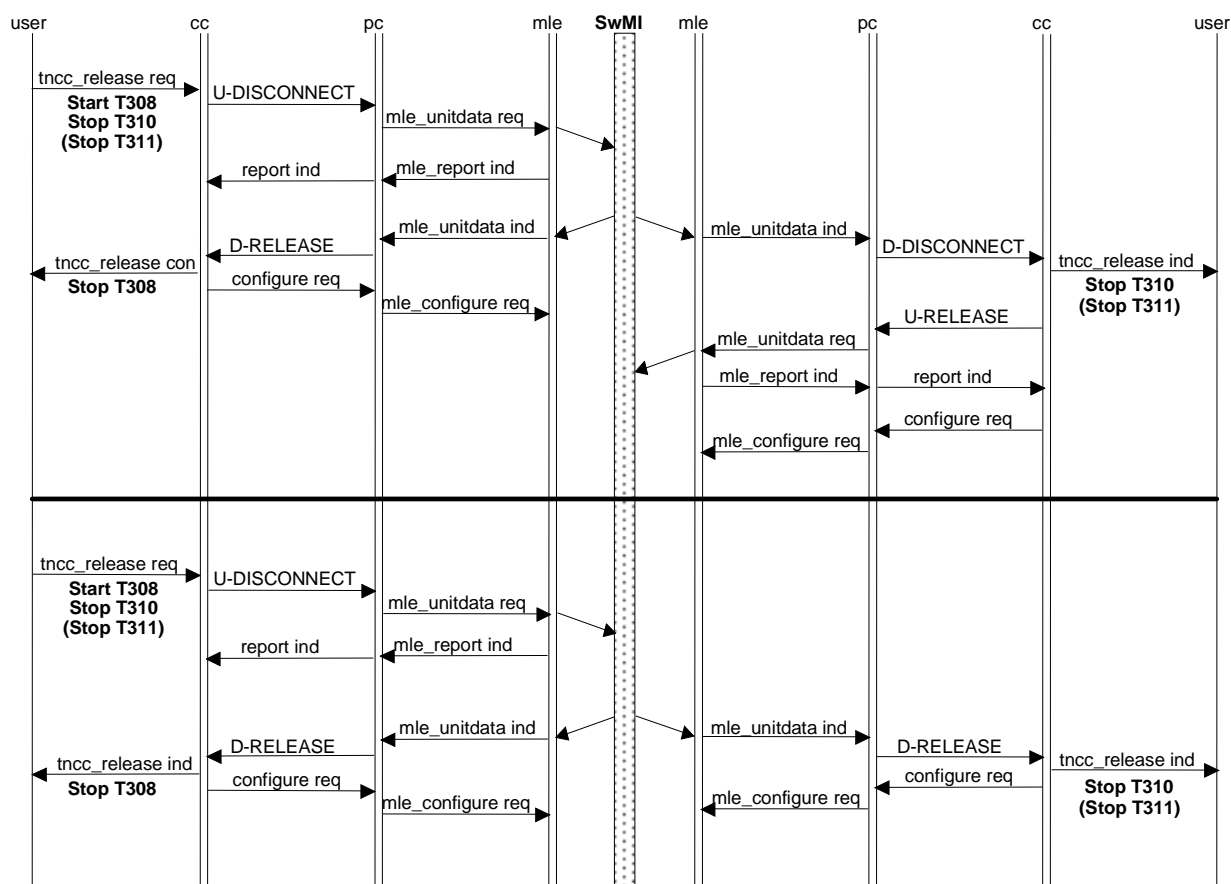 user cc pc mle SwMI mle pc cc user
tncc_release req
U-DISCONNECT
Start T308
Stop T310
(Stop T311)
mle_unitdata req
report ind
mle_report ind
mle_unitdata ind
mle_unitdata ind
D-RELEASE
D-DISCONNECT
tncc_release con
tncc_release ind
Stop T308
configure req
Stop T310
(Stop T311)
mle_configure req
U-RELEASE
mle_unitdata req
mle_report ind
report ind
configure req
mle_configure req
tncc_release req
U-DISCONNECT
Start T308
Stop T310
(Stop T311)
mle_unitdata req
report ind
mle_report ind
mle_unitdata ind
mle_unitdata ind
D-RELEASE
D-RELEASE
tncc_release ind
tncc_release ind
Stop T308
configure req
configure req
Stop T310
(Stop T311)
mle_configure req
mle_configure req